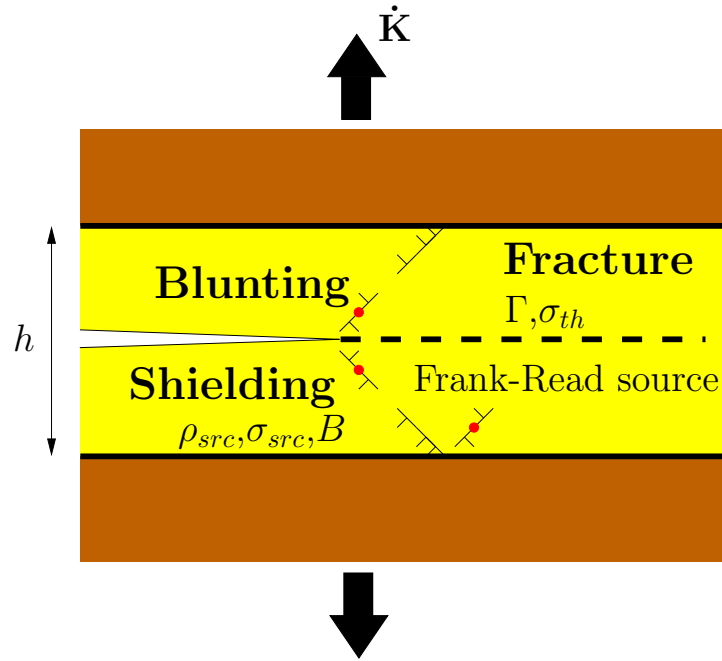 K̇
Fracture
Blunting
Γ,σ_th
h
Shielding
Frank-Read source
ρ_src,σ_src,B